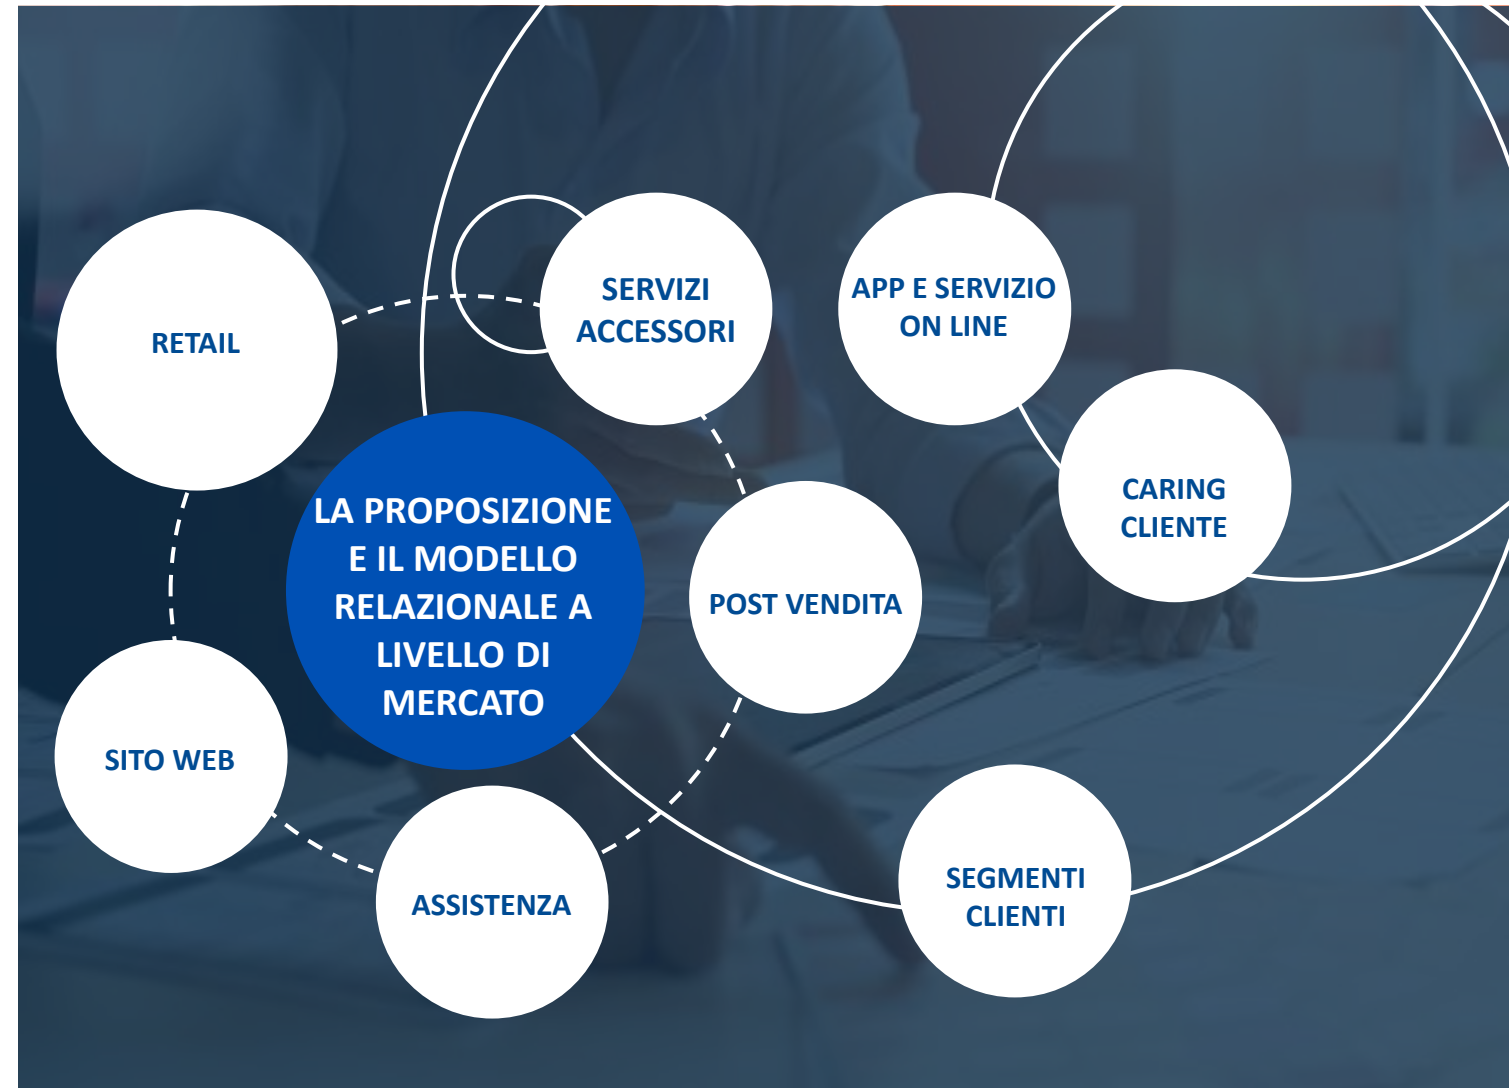 RETAIL
SERVIZI
ACCESSORI
APP E SERVIZIO
ON LINE
CARING
CLIENTE
LA PROPOSIZIONE
E IL MODELLO
RELAZIONALE A
LIVELLO DI
MERCATO
POST VENDITA
SITO WEB
ASSISTENZA
SEGMENTI
CLIENTI